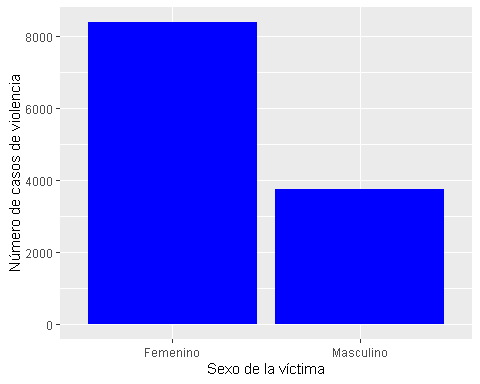 Número de casos de violencia
8000
6000
4000
2000
0
Femenino
Masculino
Sexo de la víctima